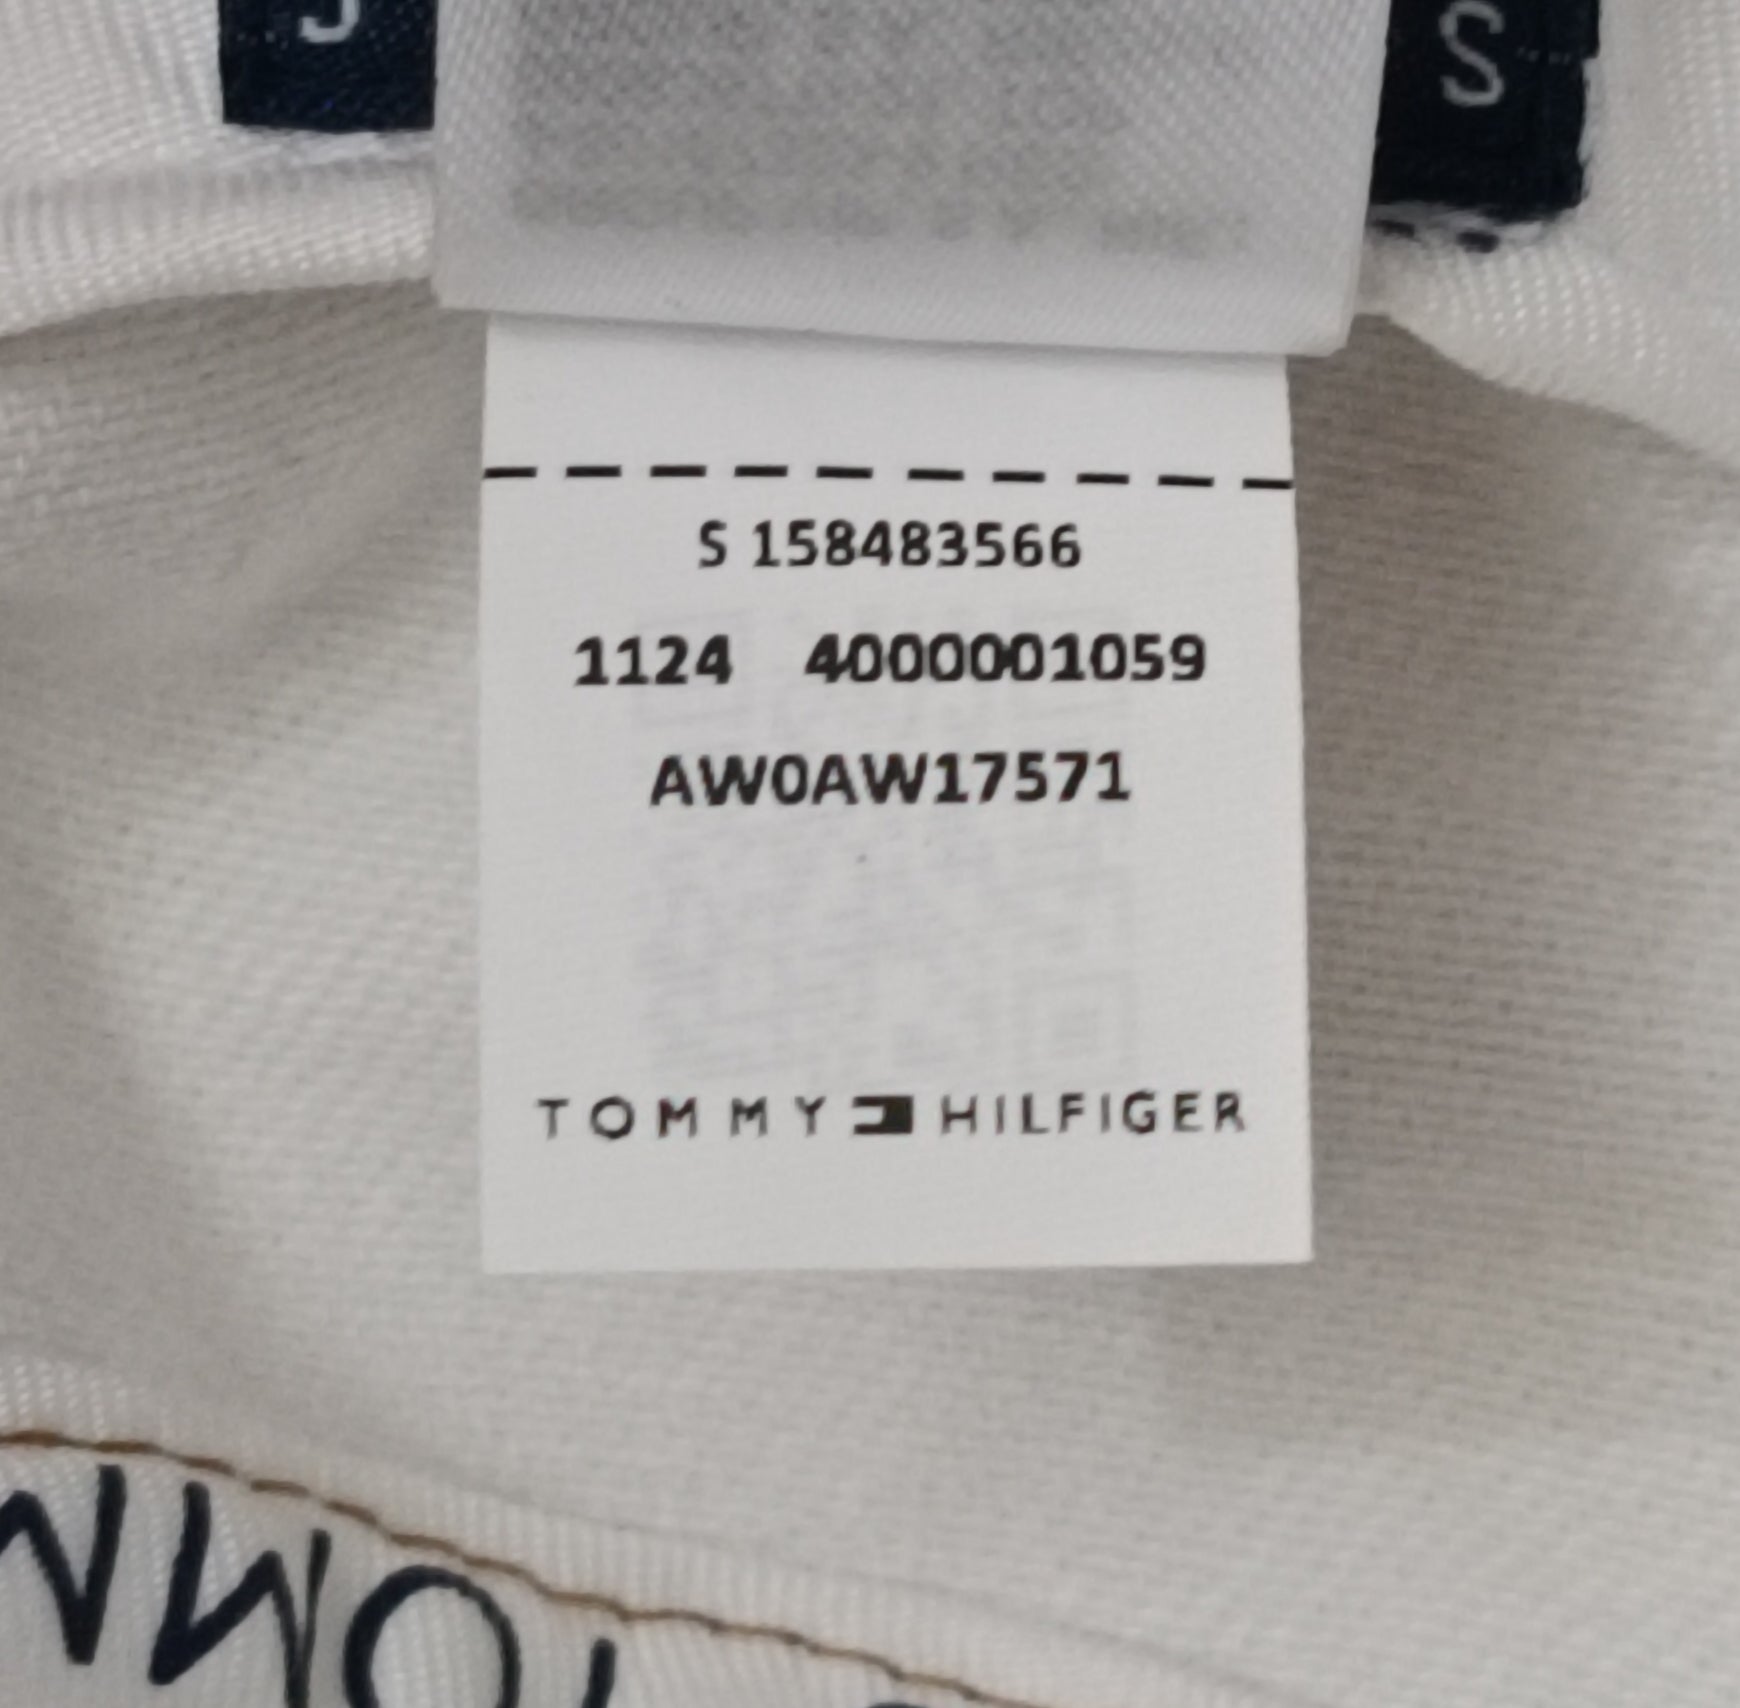 S
S 158483566
1124 4000001059
AW0AW17571
TOMMY HILFIGER